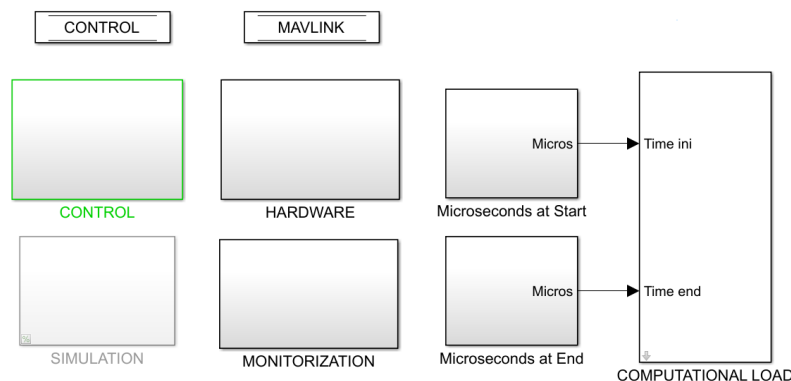 CONTROL
MAVLINK
CONTROL
HARDWARE
Micros
Microseconds at Start
Time ini
SIMULATION
MONITORIZATION
Micros
Microseconds at End
Time end
COMPUTATIONAL LOAD